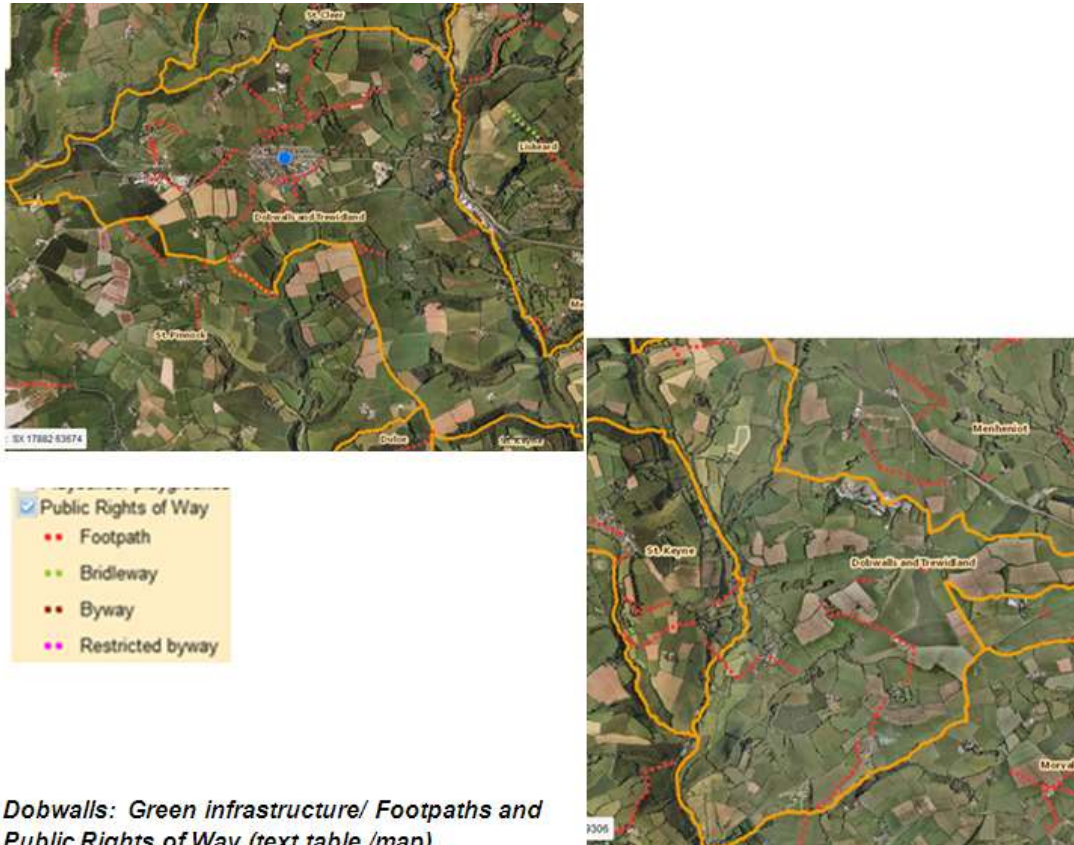 St. Cleer
Liskeard
Dobwalls and Trewidland
St. Pinnock
Duloe
St. Keyne
: SX 17882 63674
Public Rights of Way
Footpath
Bridleway
Byway
Restricted byway
Menheniot
St. Keyne
Dobwalls and Trewidland
Morval
9306
Dobwalls: Green infrastructure/ Footpaths and
Public Rights of Way (text table /map)